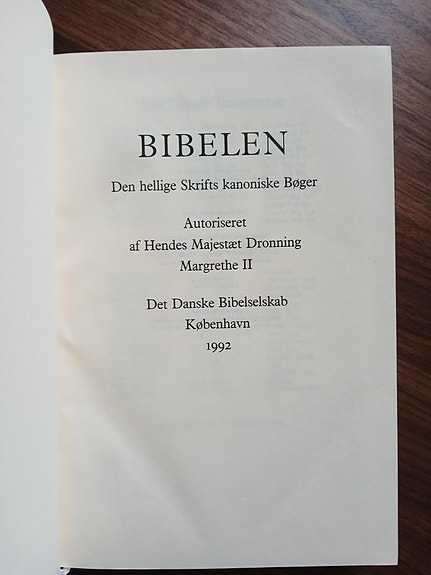 BIBELEN
Den hellige Skrifts kanoniske Bøger
Autoriseret
af Hendes Majestæt Dronning
Margrethe II
Det Danske Bibelselskab
København
1992